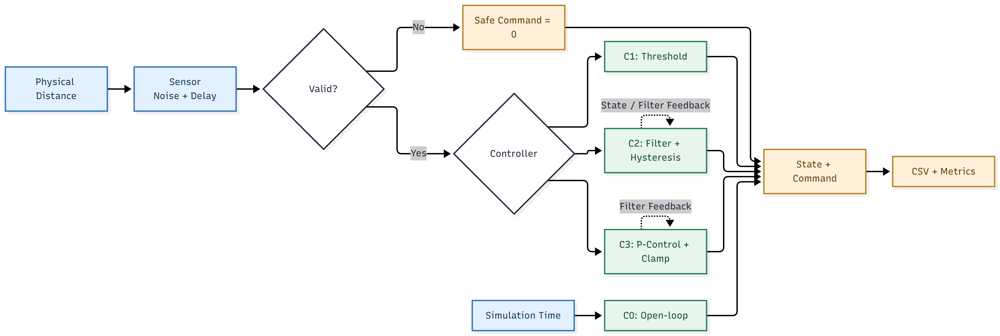 Physical
Distance
Sensor
Noise + Delay
Valid?
No
Yes
Safe Command =
0
Controller
C1: Threshold
State / Filter Feedback
C2: Filter +
Hysteresis
Filter Feedback
C3: P-Control +
Clamp
Simulation Time
C0: Open-loop
State +
Command
CSV + Metrics